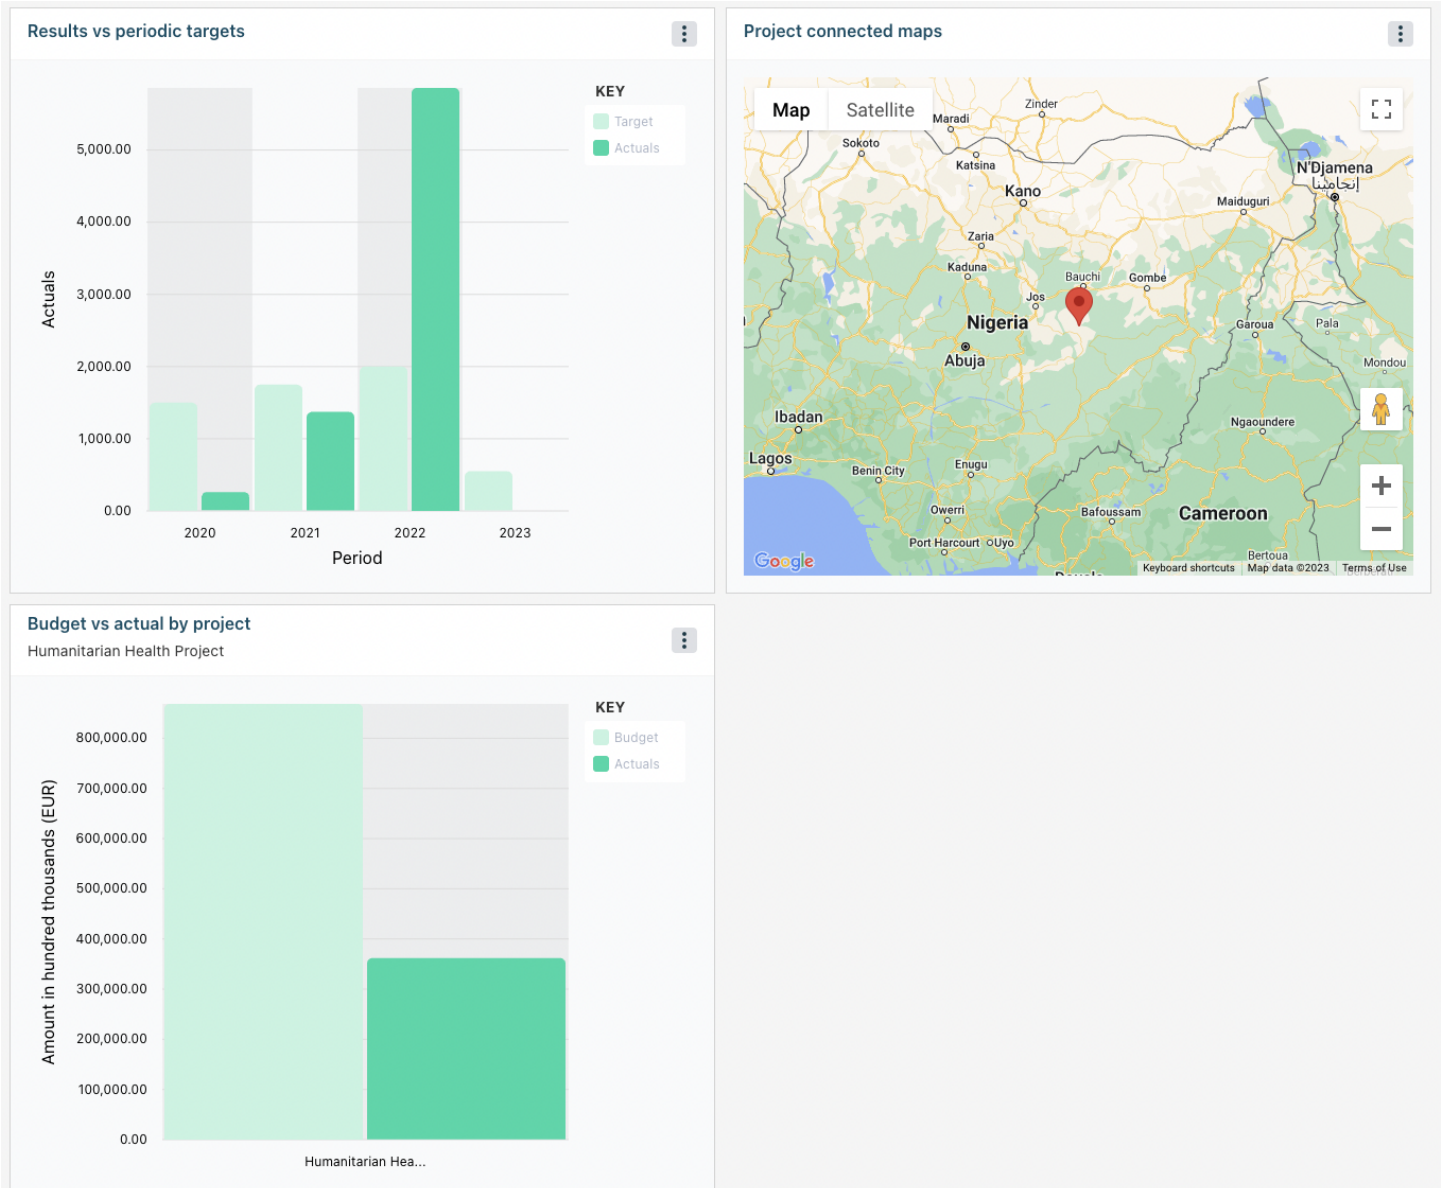 Results vs periodic targets
KEY
Target
Actuals
5,000.00
4,000.00
3,000.00
2,000.00
1,000.00
0.00
Actuals
2020 2021 2022 2023
Period
Project connected maps
Map Satellite
Zinder
Maradi
Sokoto
Katsina
N'Djamena
إنجامينا
Kano
Maiduguri
Zaria
Kaduna
Bauchi
Gombe
Jos
Nigeria
Garoua
Pala
Abuja
Mondou
Ibadan
Ngaoundere
Lagos
Benin City
Enugu
Owerri
Bafoussam
Cameroon
Port Harcourt
Uyo
Bertoua
Google
Keyboard shortcuts Map data ©2023 Terms of Use
Budget vs actual by project
Humanitarian Health Project
KEY
Budget
Actuals
800,000.00
700,000.00
600,000.00
500,000.00
400,000.00
300,000.00
200,000.00
100,000.00
0.00
Amount in hundred thousands (EUR)
Humanitarian Hea...